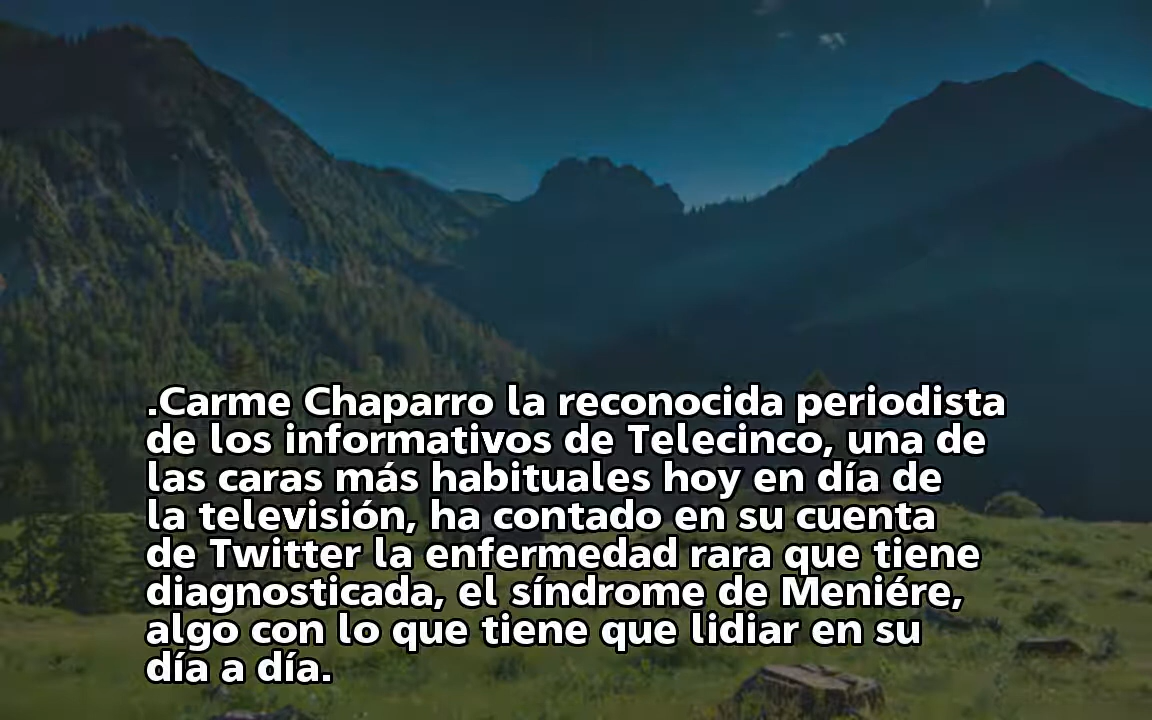 .Carme Chaparro la reconocida periodista
de los informativos de Telecinco, una de
las caras más habituales hoy en día de
la televisión, ha contado en su cuenta
de Twitter la enfermedad rara que tiene
diagnosticada, el síndrome de Meniére,
algo con lo que tiene que lidiar en su
día a día.